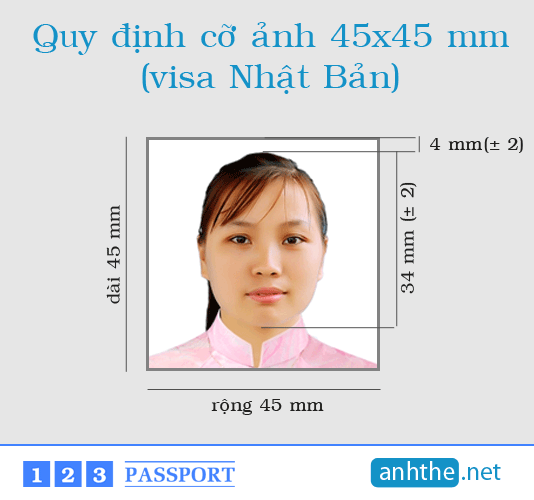 Quy định cỡ ảnh 45x45 mm
(visa Nhật Bản)
4 mm(± 2)
34 mm (± 2)
dài 45 mm
rộng 45 mm
1 2 3 PASSPORT
anhthe.net